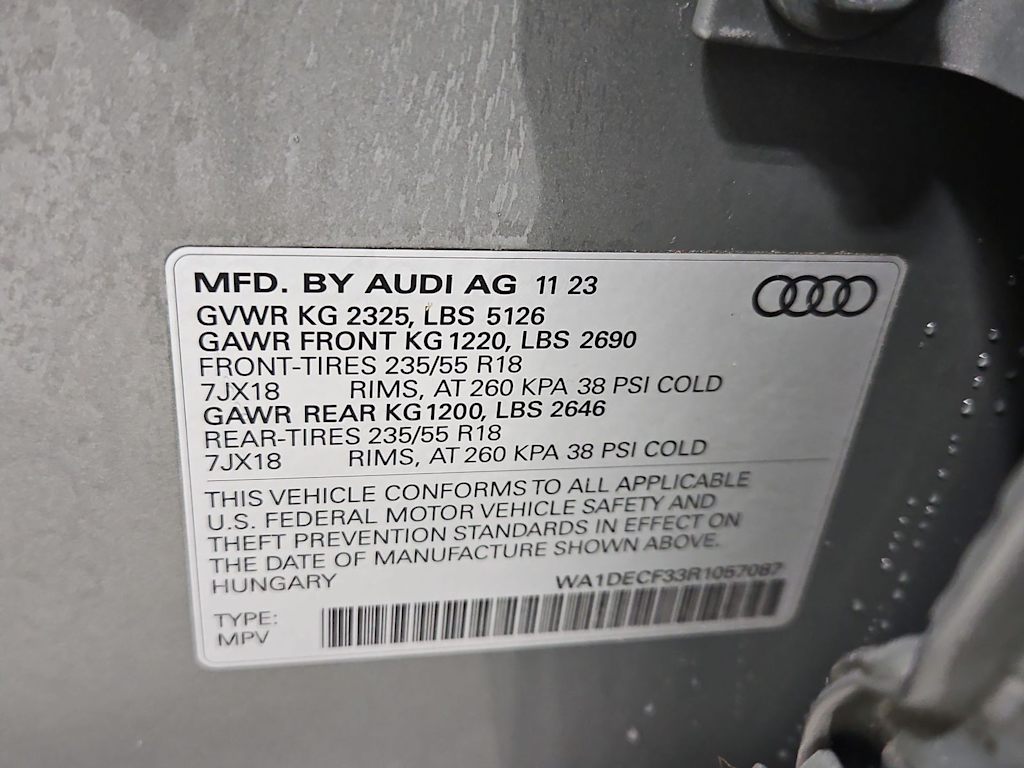 MFD. BY AUDI AG 11 23
GVWR KG 2325, LBS 5126
GAWR FRONT KG 1220, LBS 2690
FRONT-TIRES 235/55 R18
7JX18 RIMS, AT 260 KPA 38 PSI COLD
GAWR REAR KG 1200, LBS 2646
REAR-TIRES 235/55 R18
7JX18 RIMS, AT 260 KPA 38 PSI COLD
THIS VEHICLE CONFORMS TO ALL APPLICABLE
U.S. FEDERAL MOTOR VEHICLE SAFETY AND
THEFT PREVENTION STANDARDS IN EFFECT ON
THE DATE OF MANUFACTURE SHOWN ABOVE.
HUNGARY WA1DECF33R1057087
TYPE:
MPV